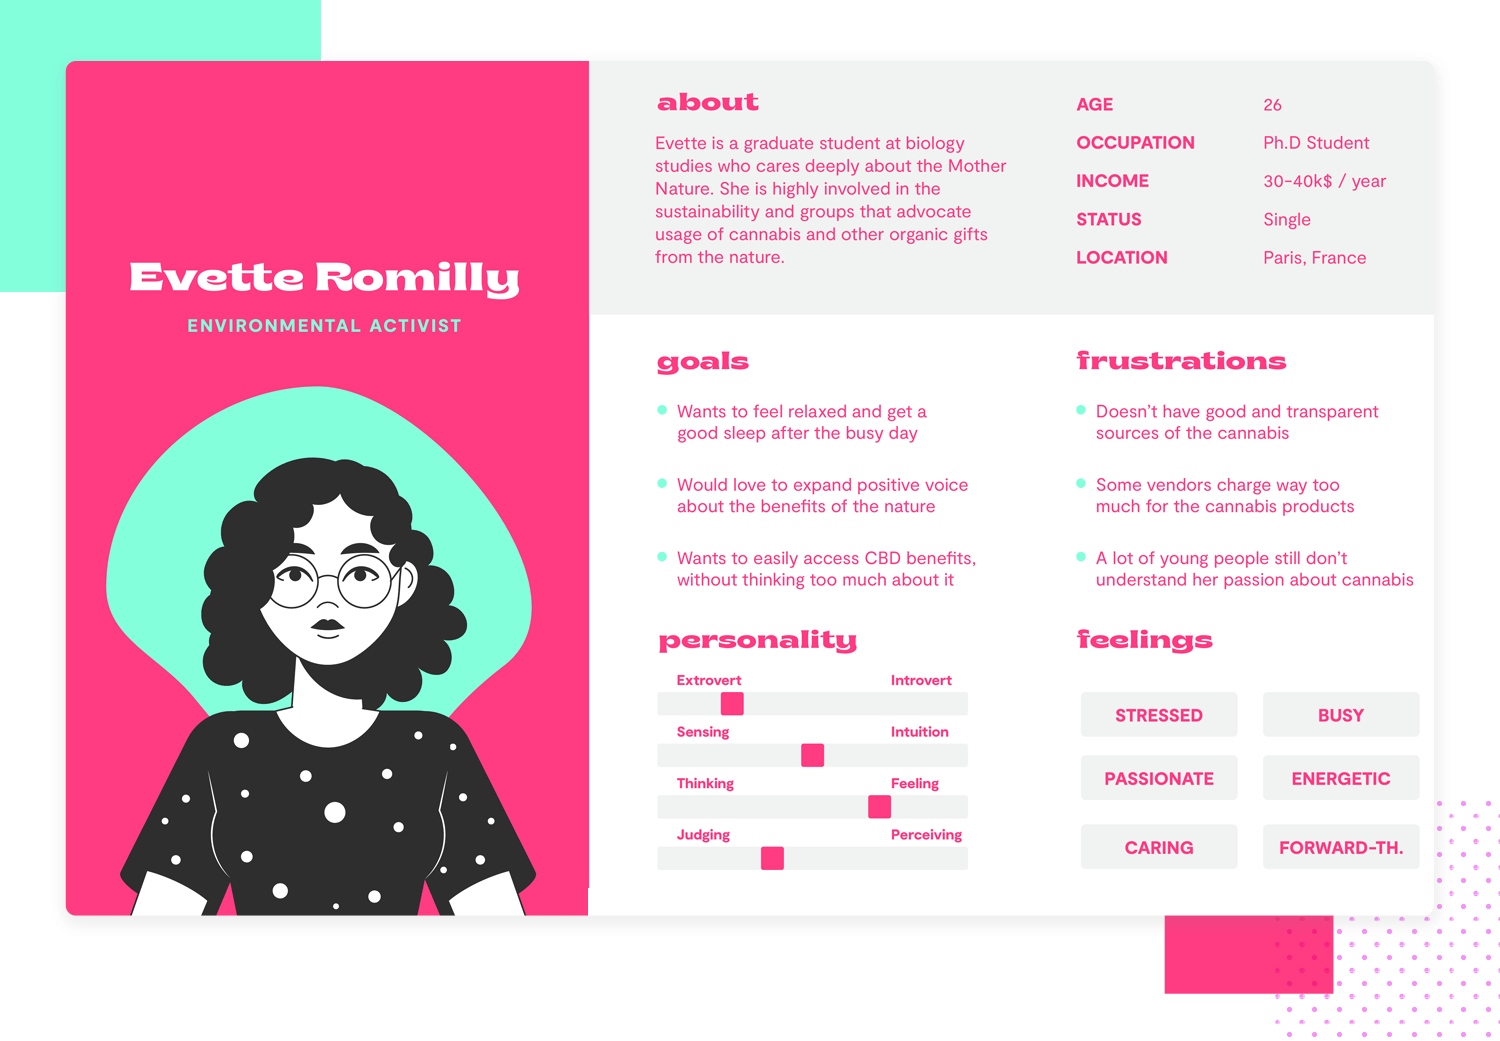 Evette Romilly
ENVIRONMENTAL ACTIVIST
about
Evette is a graduate student at biology
studies who cares deeply about the Mother
Nature. She is highly involved in the
sustainability and groups that advocate
usage of cannabis and other organic gifts
from the nature.
AGE 26
OCCUPATION Ph.D Student
INCOME 30-40k$ / year
STATUS Single
LOCATION Paris, France
goals
Wants to feel relaxed and get a
good sleep after the busy day
Would love to expand positive voice
about the benefits of the nature
Wants to easily access CBD benefits,
without thinking too much about it
frustrations
Doesn't have good and transparent
sources of the cannabis
Some vendors charge way too
much for the cannabis products
A lot of young people still don't
understand her passion about cannabis
personality
Extrovert Introvert
Sensing Intuition
Thinking Feeling
Judging Perceiving
feelings
STRESSED BUSY
PASSIONATE ENERGETIC
CARING FORWARD-TH.